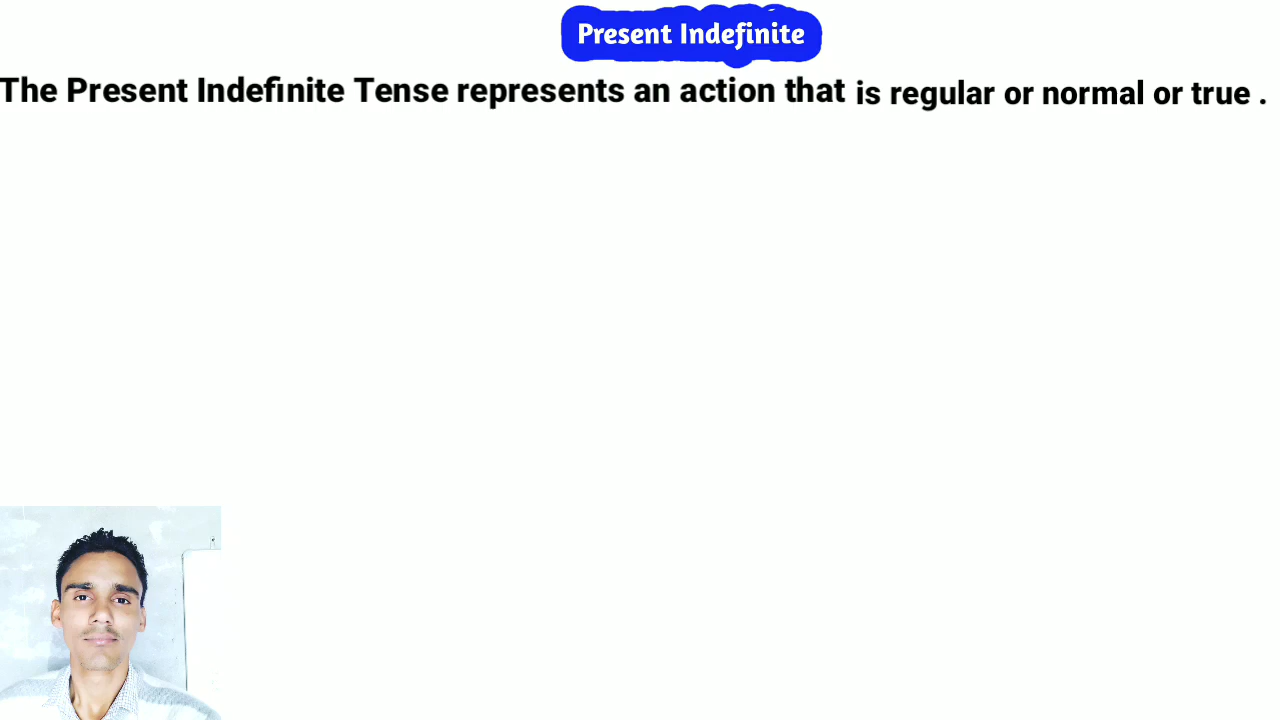 Present Indefinite
The Present Indefinite Tense represents an action that is regular or normal or true .